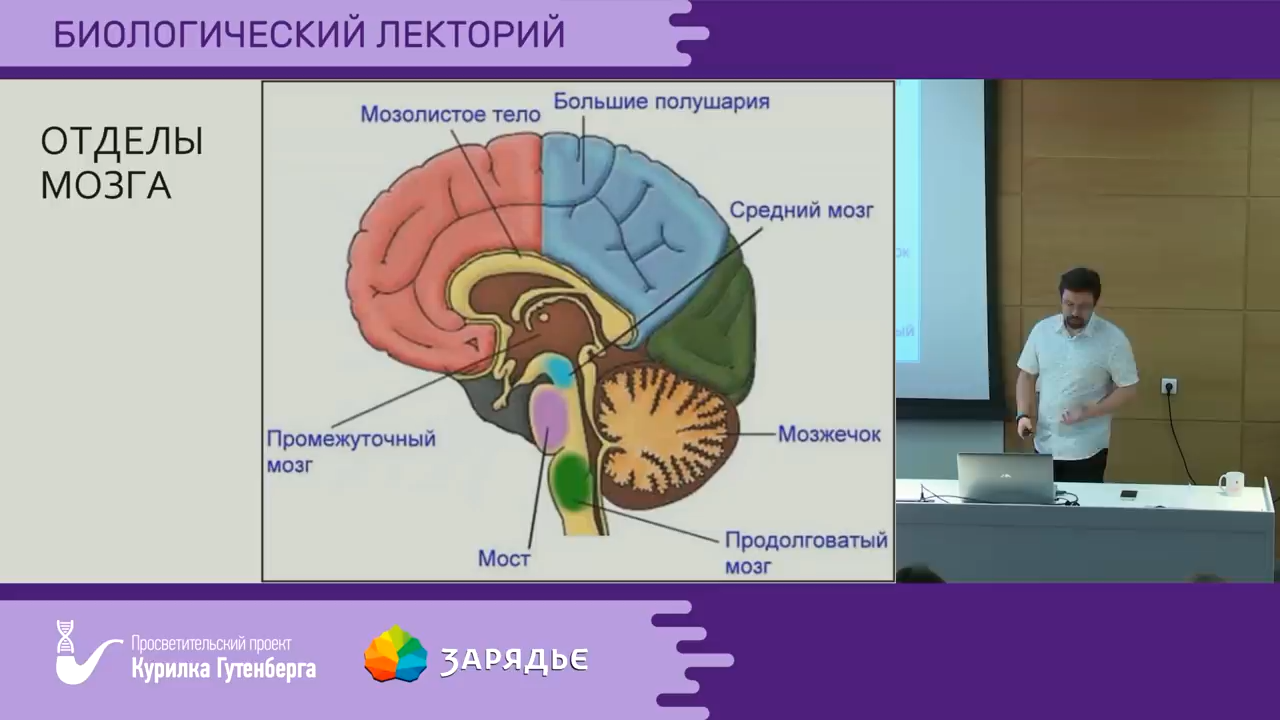 БИОЛОГИЧЕСКИЙ ЛЕКТОРИЙ
ОТДЕЛЫ
МОЗГА
Мозолистое тело
Большие полушария
Средний мозг
Промежуточный
мозг
Мозжечок
Мост
Продолговатый
мозг
Просветительский проект
Курилка Гутенберга
ЗАРЯДЬЕ